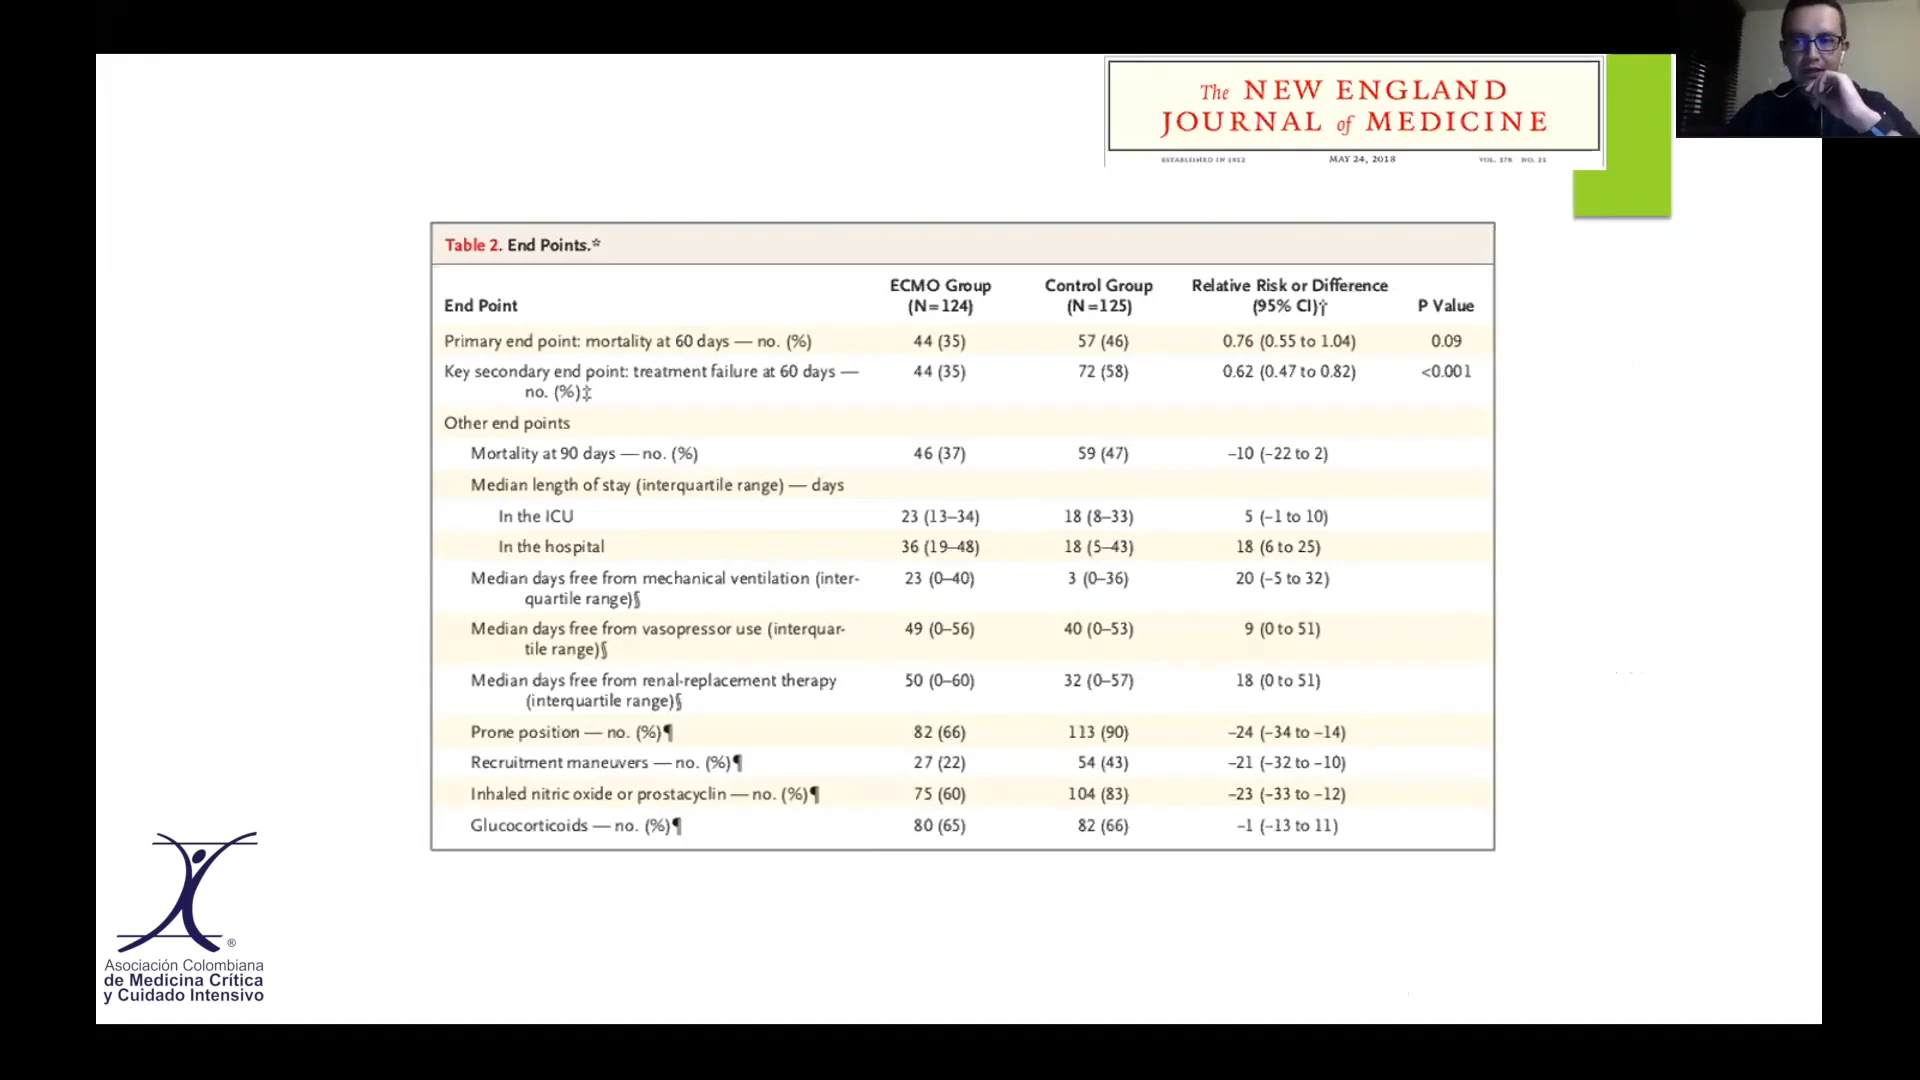 The NEW ENGLAND
JOURNAL of MEDICINE
ESTABLISHED IN 1812 MAY 24, 2018 VOL. 378 NO. 21
Table 2. End Points.*
End Point ECMO Group (N=124) Control Group (N=125) Relative Risk or Difference (95% CI)† P Value
Primary end point: mortality at 60 days — no. (%) 44 (35) 57 (46) 0.76 (0.55 to 1.04) 0.09
Key secondary end point: treatment failure at 60 days — 44 (35) 72 (58) 0.62 (0.47 to 0.82) <0.001
no. (%)‡
Other end points
Mortality at 90 days — no. (%) 46 (37) 59 (47) –10 (–22 to 2)
Median length of stay (interquartile range) — days
In the ICU 23 (13–34) 18 (8–33) 5 (–1 to 10)
In the hospital 36 (19–48) 18 (5–43) 18 (6 to 25)
Median days free from mechanical ventilation (inter- 23 (0–40) 3 (0–36) 20 (–5 to 32)
quartile range)§
Median days free from vasopressor use (interquar- 49 (0–56) 40 (0–53) 9 (0 to 51)
tile range)§
Median days free from renal-replacement therapy 50 (0–60) 32 (0–57) 18 (0 to 51)
(interquartile range)§
Prone position — no. (%)¶ 82 (66) 113 (90) –24 (–34 to –14)
Recruitment maneuvers — no. (%)¶ 27 (22) 54 (43) –21 (–32 to –10)
Inhaled nitric oxide or prostacyclin — no. (%)¶ 75 (60) 104 (83) –23 (–33 to –12)
Glucocorticoids — no. (%)¶ 80 (65) 82 (66) –1 (–13 to 11)
®
Asociación Colombiana
de Medicina Crítica
y Cuidado Intensivo